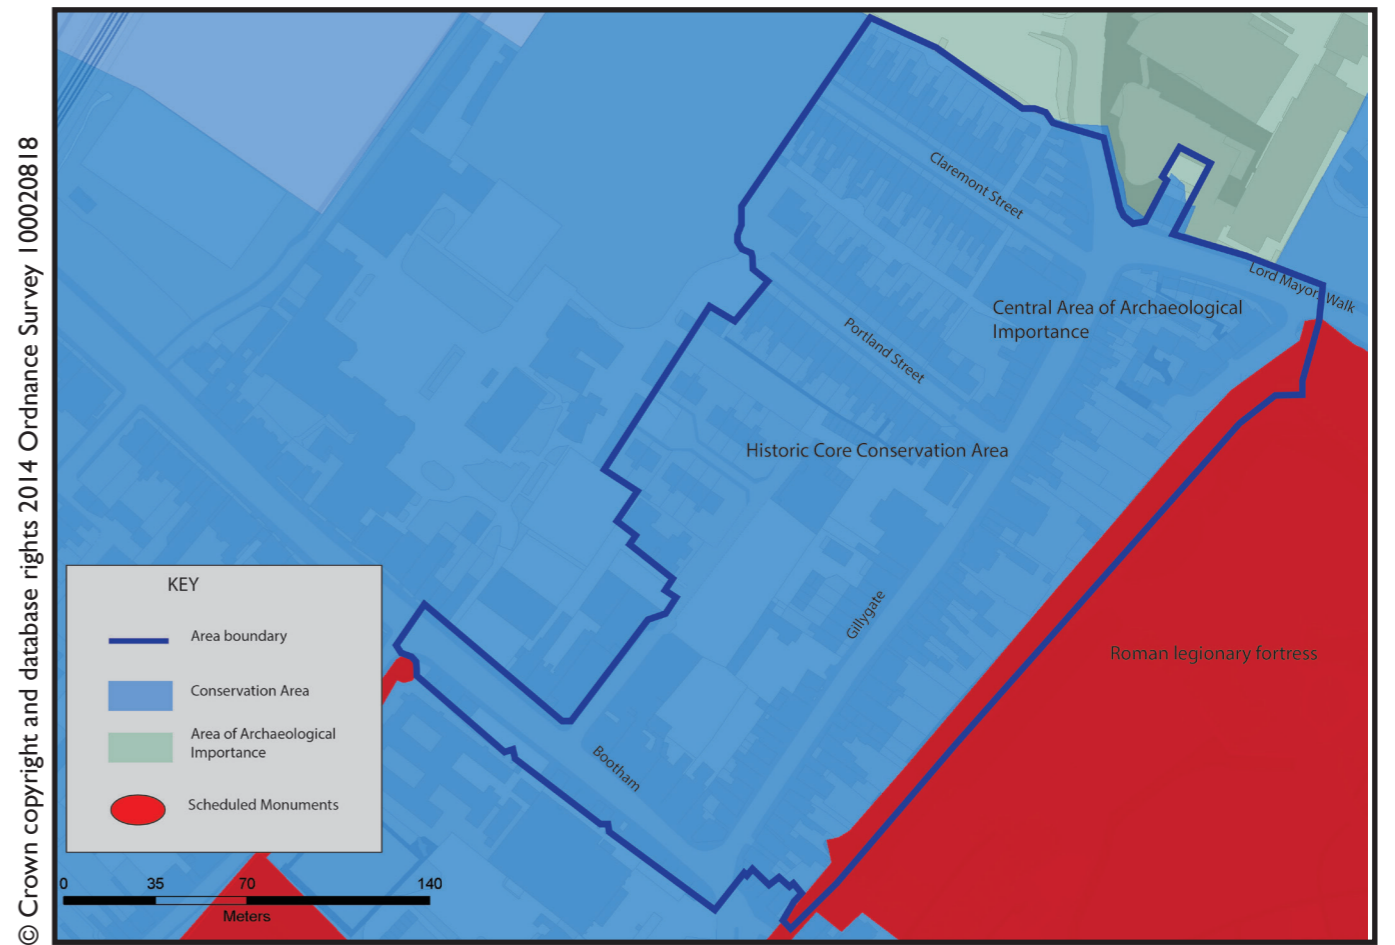 © Crown copyright and database rights 2014 Ordnance Survey 100020818
Claremont Street
Lord Mayors Walk
Central Area of Archaeological
Importance
Portland Street
Historic Core Conservation Area
Gillygate
Roman legionary fortress
Bootham
KEY
Area boundary
Conservation Area
Area of Archaeological
Importance
Scheduled Monuments
0 35 70 140
Meters